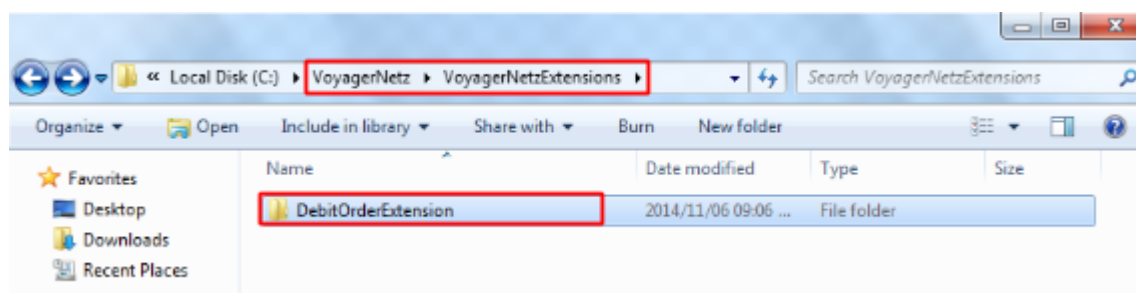 « Local Disk (C:) ▸ VoyagerNetz ▸ VoyagerNetzExtensions ▸ Search VoyagerNetzExtensions
Organize Open Include in library Share with Burn New folder
Name Date modified Type Size
Favorites
DebitOrderExtension 2014/11/06 09:06 ... File folder
Desktop
Downloads
Recent Places